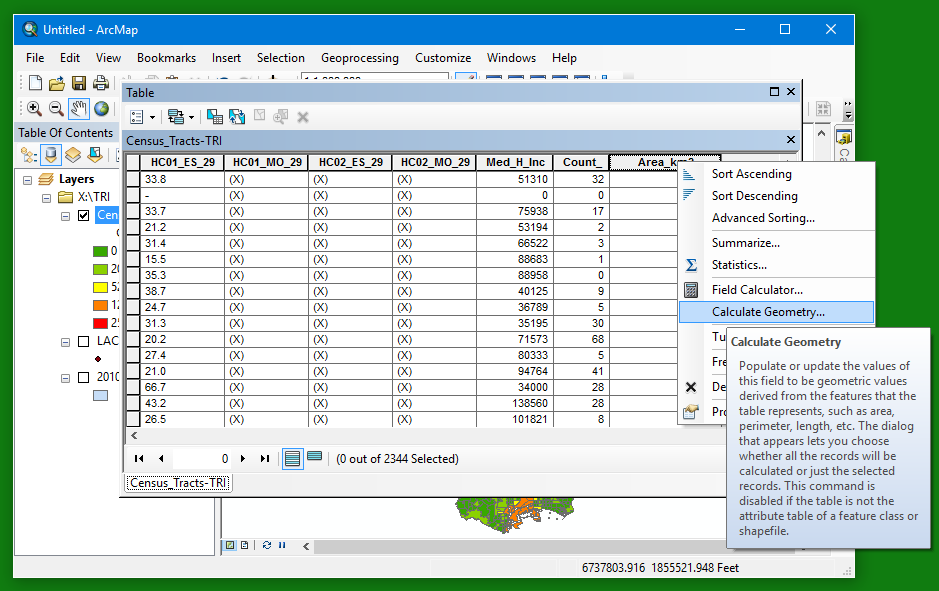 Untitled - ArcMap
File Edit View Bookmarks Insert Selection Geoprocessing Customize Windows Help
Table
Table Of Contents
Census_Tracts-TRI
Layers
X:\TRI
Cen
0
20
52
12
25
LAC
2010
HC01_ES_29 HC01_MO_29 HC02_ES_29 HC02_MO_29 Med_H_Inc Count_ Area_km2
33.8 (X) (X) (X) 51310 32
- (X) (X) (X) 0 0
33.7 (X) (X) (X) 75938 17
21.2 (X) (X) (X) 53194 2
31.4 (X) (X) (X) 66522 3
15.5 (X) (X) (X) 88683 1
35.3 (X) (X) (X) 88958 0
38.7 (X) (X) (X) 40125 9
24.7 (X) (X) (X) 36789 5
31.3 (X) (X) (X) 35195 30
20.2 (X) (X) (X) 71573 68
27.4 (X) (X) (X) 80333 5
21.0 (X) (X) (X) 94764 41
66.7 (X) (X) (X) 34000 28
43.2 (X) (X) (X) 138560 28
26.5 (X) (X) (X) 101821 8
0 (0 out of 2344 Selected)
Census_Tracts-TRI
Sort Ascending
Sort Descending
Advanced Sorting...
Summarize...
Statistics...
Field Calculator...
Calculate Geometry...
Tu
Fre
De
Pro
Calculate Geometry
Populate or update the values of
this field to be geometric values
derived from the features that the
table represents, such as area,
perimeter, length, etc. The dialog
that appears lets you choose
whether all the records will be
calculated or just the selected
records. This command is
disabled if the table is not the
attribute table of a feature class or
shapefile.
6737803.916 1855521.948 Feet